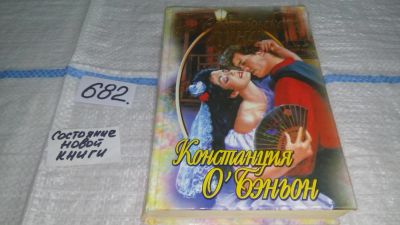 682.
СОСТОЯНИЕ
НОВОЙ
КНИГИ
Констанция
О'Бэньон